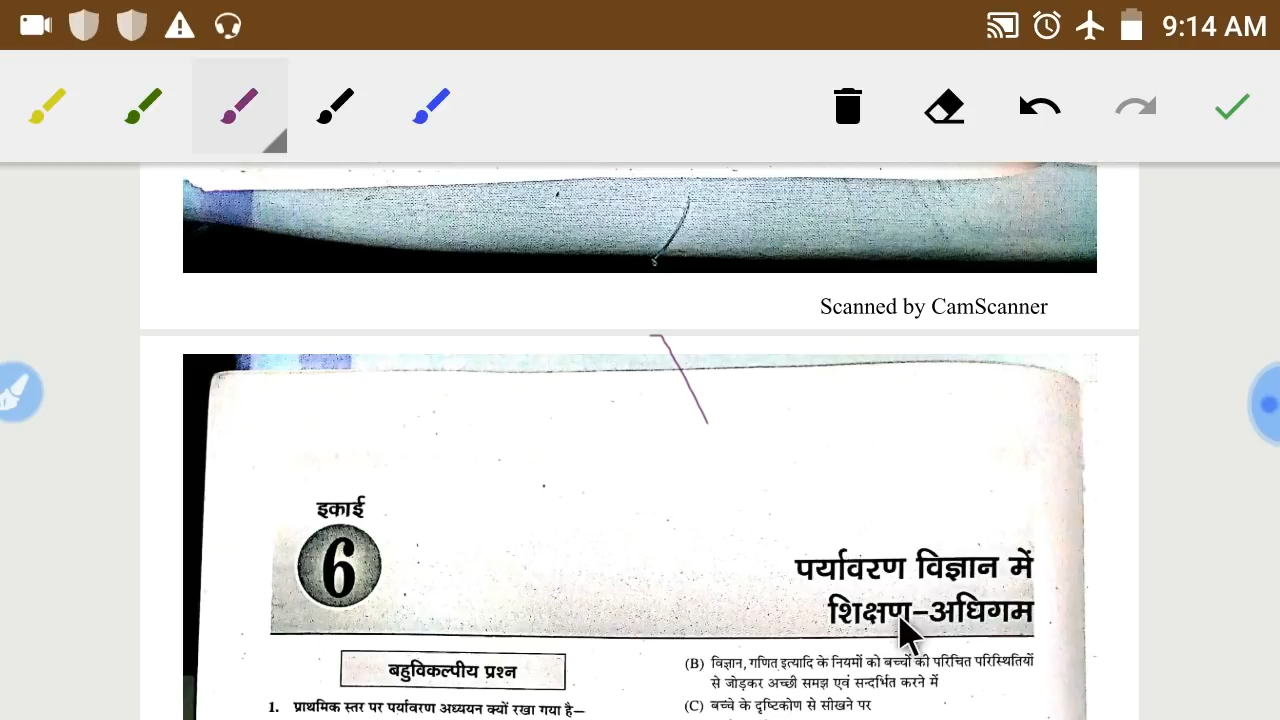 9:14 AM
Scanned by CamScanner
इकाई
6
पर्यावरण विज्ञान में
शिक्षण–अधिगम
बहुविकल्पीय प्रश्न
1. प्राथमिक स्तर पर पर्यावरण अध्ययन क्यों रखा गया है–
(B) विज्ञान, गणित इत्यादि के नियमों को बच्चों की परिचित परिस्थितियों
से जोड़कर अच्छी समझ एवं सन्दर्भित करने में
(C) बच्चे के दृष्टिकोण से सीखने पर